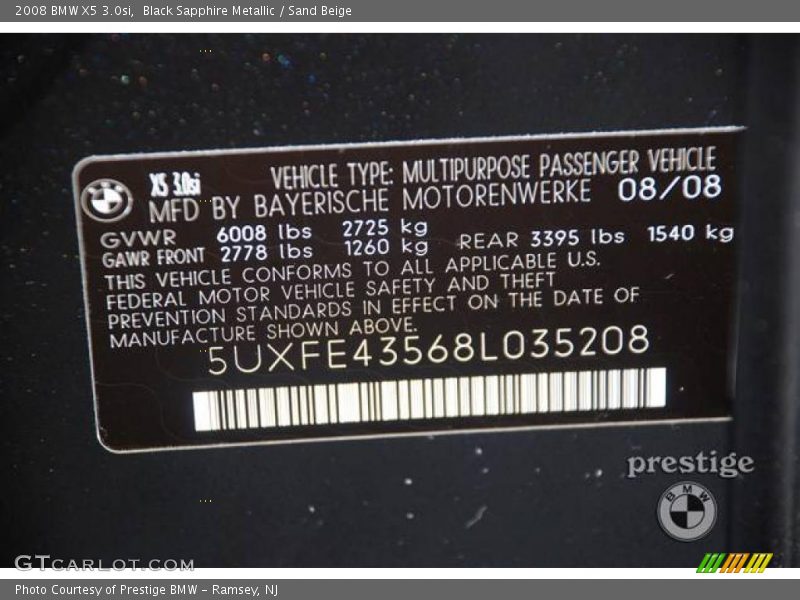 2008 BMW X5 3.0si,  Black Sapphire Metallic / Sand Beige
X5 3.0si
VEHICLE TYPE: MULTIPURPOSE PASSENGER VEHICLE
BMW
MFD BY BAYERISCHE MOTORENWERKE 08/08
GVWR 6008 lbs 2725 kg
GAWR FRONT 2778 lbs 1260 kg REAR 3395 lbs 1540 kg
THIS VEHICLE CONFORMS TO ALL APPLICABLE U.S.
FEDERAL MOTOR VEHICLE SAFETY AND THEFT
PREVENTION STANDARDS IN EFFECT ON THE DATE OF
MANUFACTURE SHOWN ABOVE.
5UXFE43568L035208
prestige
BMW
GTCARLOT.COM
Photo Courtesy of Prestige BMW – Ramsey, NJ